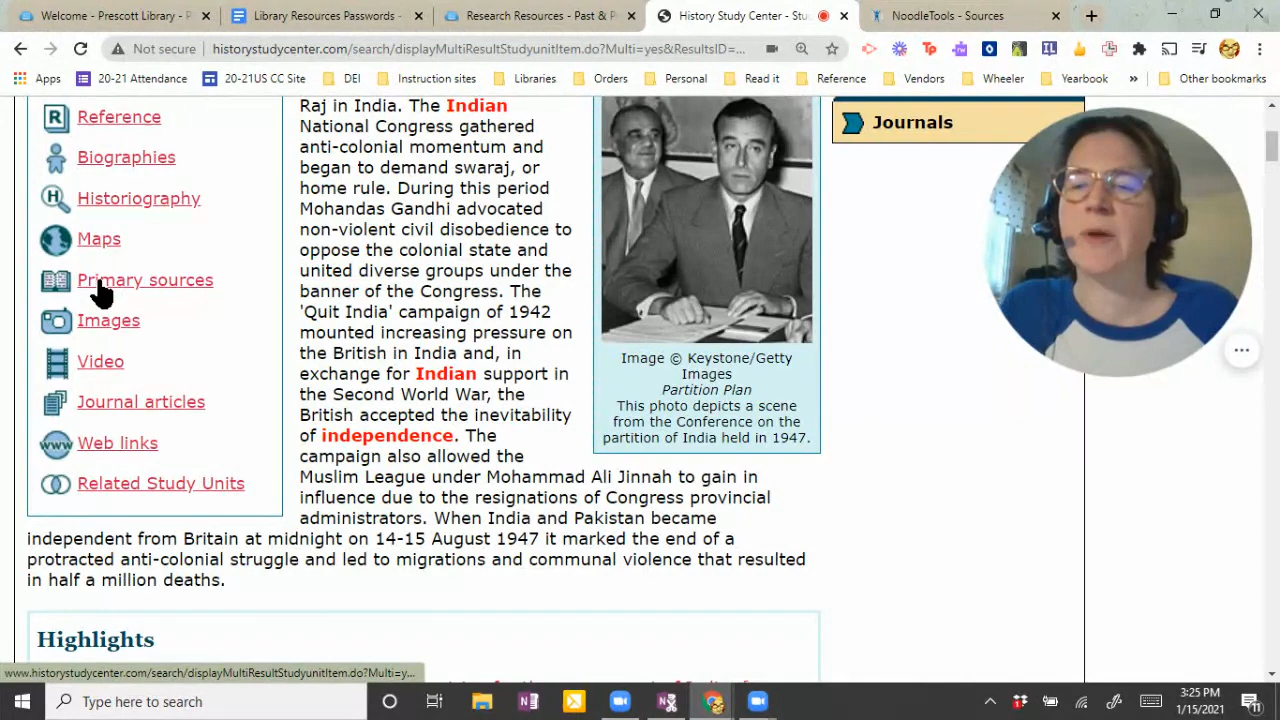 Welcome - Prescott Library - P
Library Resources Passwords -
Research Resources - Past & P
History Study Center - Stu
NoodleTools - Sources
Not secure
historystudycenter.com/search/displayMultiResultStudyunitItem.do?Multi=yes&ResultsID=...
Apps
20-21 Attendance
20-21US CC Site
DEI
Instruction sites
Libraries
Orders
Personal
Read it
Reference
Vendors
Wheeler
Yearbook
»
Other bookmarks
Reference
Biographies
Historiography
Maps
Primary sources
Images
Video
Journal articles
Web links
Related Study Units
Raj in India. The Indian
National Congress gathered
anti-colonial momentum and
began to demand swaraj, or
home rule. During this period
Mohandas Gandhi advocated
non-violent civil disobedience to
oppose the colonial state and
united diverse groups under the
banner of the Congress. The
'Quit India' campaign of 1942
mounted increasing pressure on
the British in India and, in
exchange for Indian support in
the Second World War, the
British accepted the inevitability
of independence. The
campaign also allowed the
Muslim League under Mohammad Ali Jinnah to gain in
influence due to the resignations of Congress provincial
administrators. When India and Pakistan became
independent from Britain at midnight on 14-15 August 1947 it marked the end of a
protracted anti-colonial struggle and led to migrations and communal violence that resulted
in half a million deaths.
Image © Keystone/Getty
Images
Partition Plan
This photo depicts a scene
from the Conference on the
partition of India held in 1947.
Journals
Highlights
www.historystudycenter.com/search/displayMultiResultStudyunitItem.do?Multi=y...
Type here to search
3:25 PM
1/15/2021